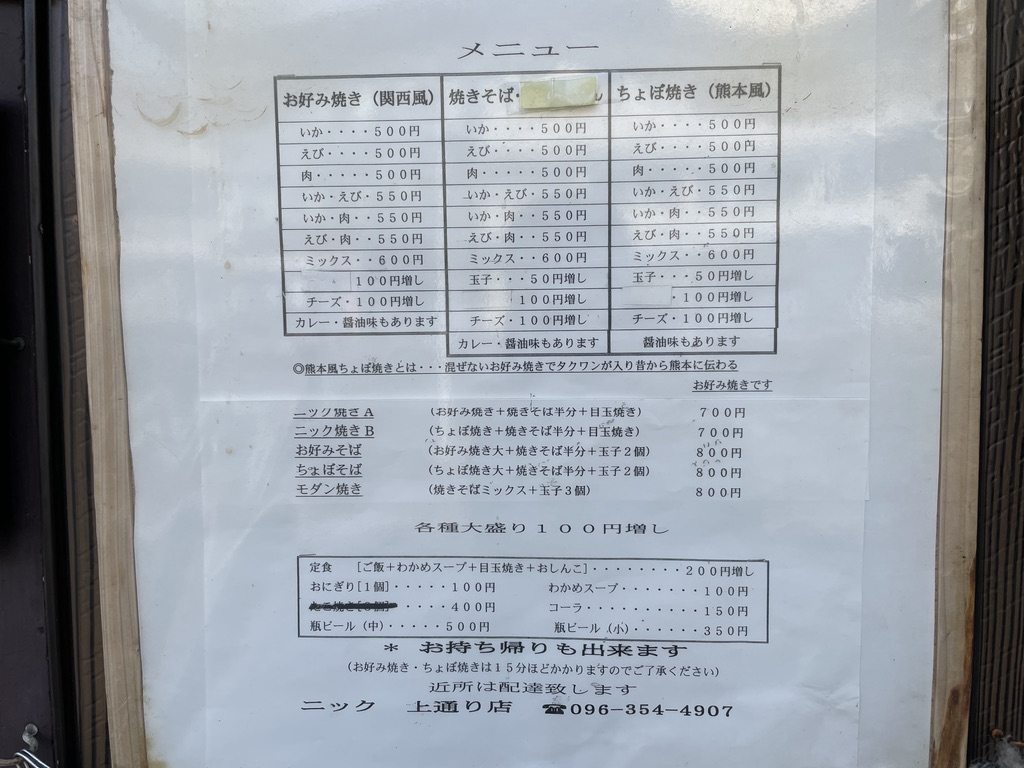 メニュー
お好み焼き（関西風） 焼きそば・ ん ちょぼ焼き（熊本風）
いか・・・・５００円 いか・・・・５００円 いか・・・・５００円
えび・・・・５００円 えび・・・・５００円 えび・・・・５００円
肉・・・・・５００円 肉・・・・・５００円 肉・・・・・５００円
いか・えび・５５０円 いか・えび・５５０円 いか・えび・５５０円
いか・肉・・５５０円 いか・肉・・５５０円 いか・肉・・５５０円
えび・肉・・５５０円 えび・肉・・５５０円 えび・肉・・５５０円
ミックス・・６００円 ミックス・・６００円 ミックス・・６００円
１００円増し 玉子・・・５０円増し 玉子・・・５０円増し
チーズ・１００円増し １００円増し ・１００円増し
カレー・醤油味もあります チーズ・１００円増し チーズ・１００円増し
カレー・醤油味もあります 醤油味もあります
◎熊本風ちょぼ焼きとは・・・混ぜないお好み焼きでタクワンが入り昔から熊本に伝わる
お好み焼きです
ニック焼きＡ （お好み焼き＋焼きそば半分＋目玉焼き） ７００円
ニック焼きＢ （ちょぼ焼き＋焼きそば半分＋目玉焼き） ７００円
お好みそば （お好み焼き大＋焼きそば半分＋玉子２個） ８００円
ちょぼそば （ちょぼ焼き大＋焼きそば半分＋玉子２個） ８００円
モダン焼き （焼きそばミックス＋玉子３個） ８００円
各種大盛り１００円増し
定食 ［ご飯＋わかめスープ＋目玉焼き＋おしんこ］・・・・・・・・２００円増し
おにぎり［１個］・・・・・１００円 わかめスープ・・・・・・・１００円
たこ焼き［８個］・・・・・４００円 コーラ・・・・・・・・・・１５０円
瓶ビール（中）・・・・・５００円 瓶ビール（小）・・・・・・３５０円
＊ お持ち帰りも出来ます
（お好み焼き・ちょぼ焼きは１５分ほどかかりますのでご了承ください）
近所は配達致します
ニック 上通り店 ☎096-354-4907